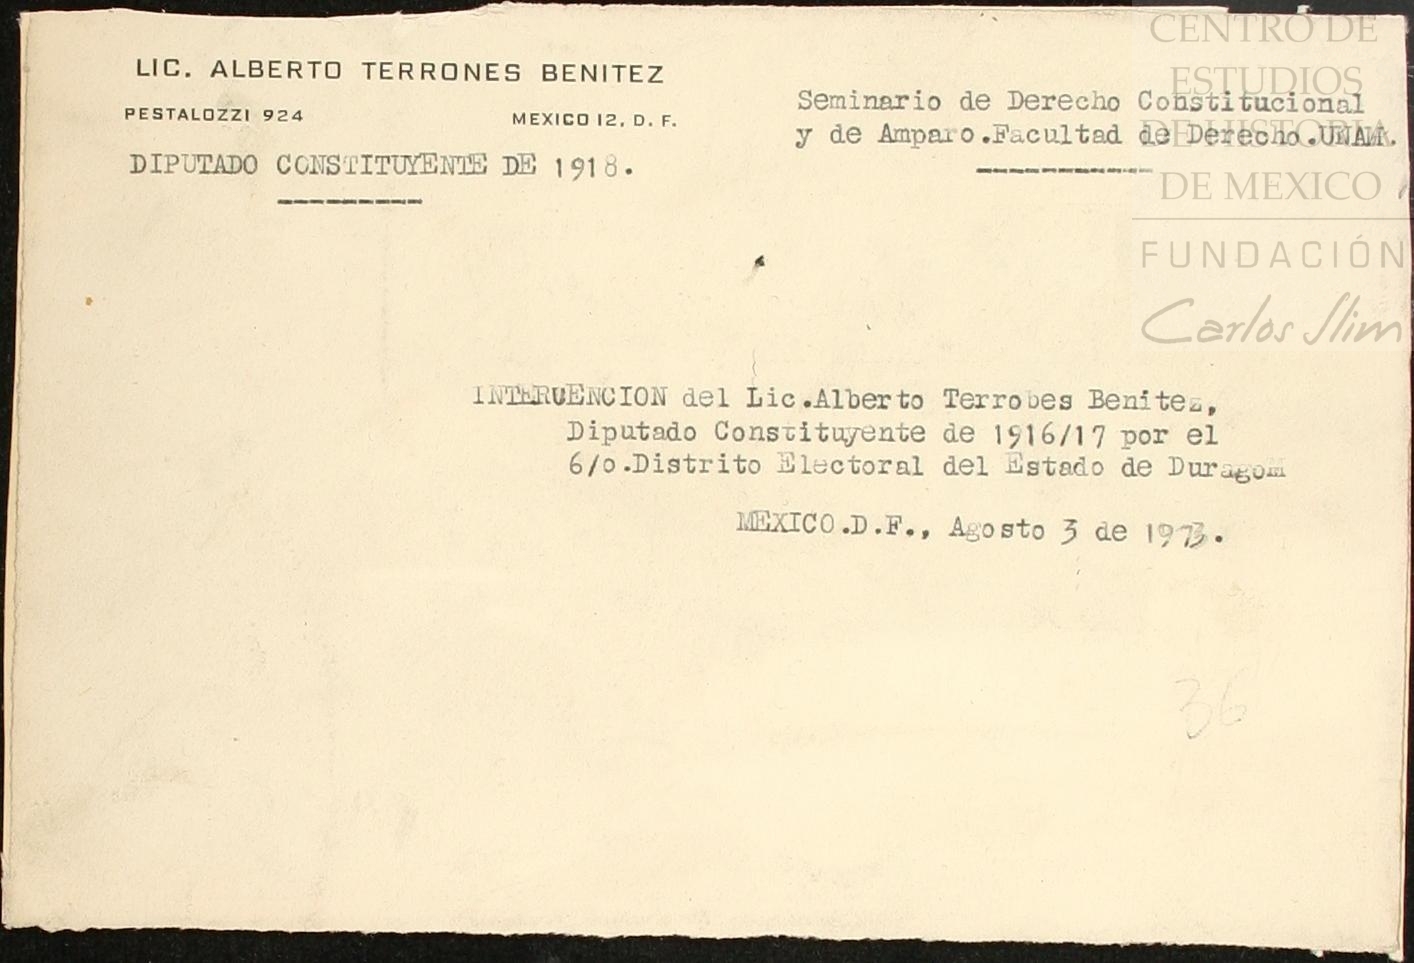 LIC. ALBERTO TERRONES BENITEZ
PESTALOZZI 924
MEXICO 12, D. F.
DIPUTADO CONSTITUYENTE DE 1918.
Seminario de Derecho Constitucional
y de Amparo.Facultad de Derecho.UNAM.
INTERVENCION del Lic.Alberto Terrobes Benitez,
Diputado Constituyente de 1916/17 por el
6/o.Distrito Electoral del Estado de DuragoM
MEXICO.D.F., Agosto 3 de 1973.
36
CENTRO DE
ESTUDIOS
DE HISTORIA
DE MEXICO
FUNDACIÓN
Carlos Slim